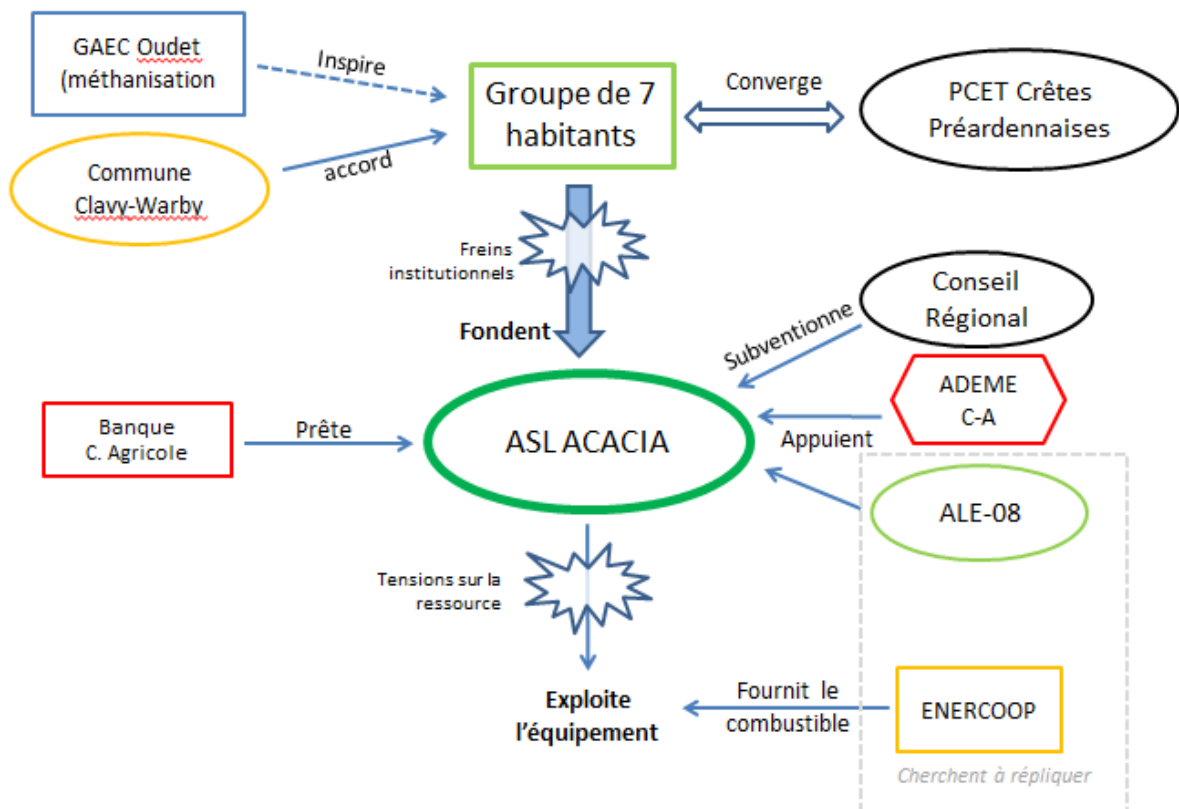 GAEC Oudet
(méthanisation
Inspire
Groupe de 7
habitants
Converge
PCET Crêtes
Préardennaises
Commune
Clavy-Warby
accord
Freins
institutionnels
Fondent
Conseil
Régional
Subventionne
ADEME
C-A
Appuient
Banque
C. Agricole
Prête
ASL ACACIA
ALE-08
Tensions sur la
ressource
Exploite
l'équipement
Fournit le
combustible
ENERCOOP
Cherchent à répliquer